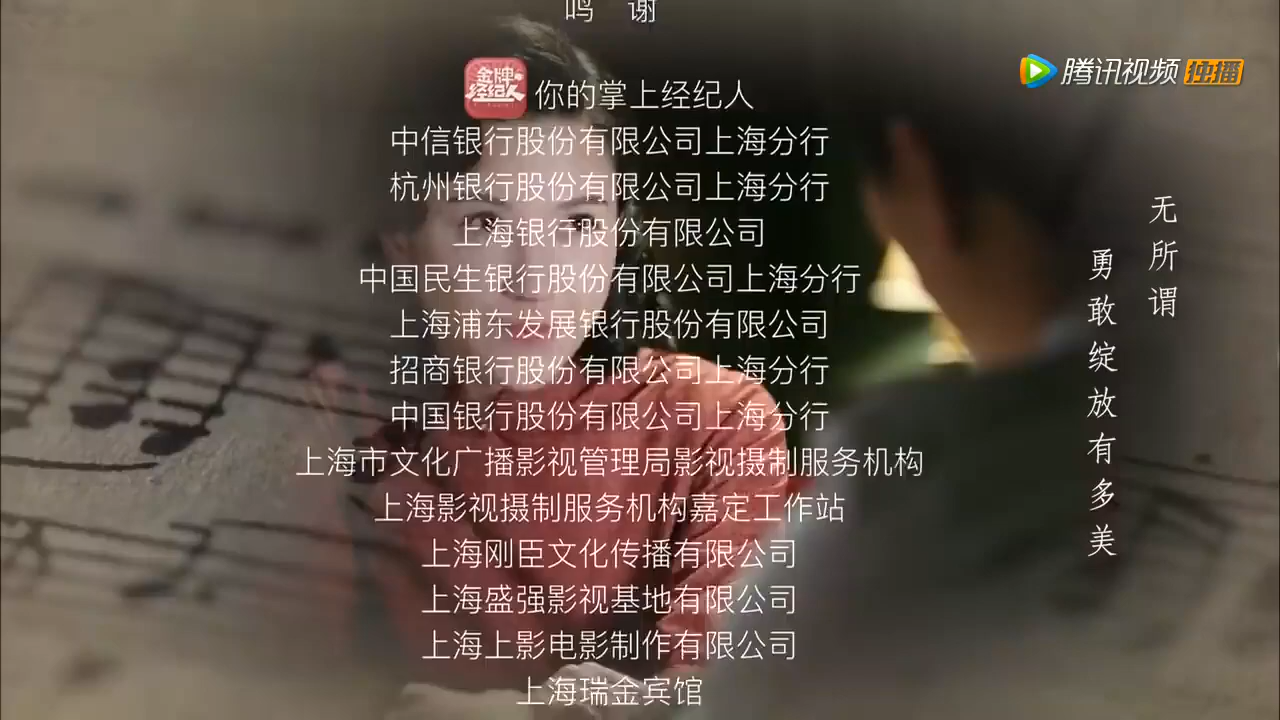 鸣 谢
金牌
经纪人
你的掌上经纪人
中信银行股份有限公司上海分行
杭州银行股份有限公司上海分行
上海银行股份有限公司
中国民生银行股份有限公司上海分行
上海浦东发展银行股份有限公司
招商银行股份有限公司上海分行
中国银行股份有限公司上海分行
上海市文化广播影视管理局影视摄制服务机构
上海影视摄制服务机构嘉定工作站
上海刚臣文化传播有限公司
上海盛强影视基地有限公司
上海上影电影制作有限公司
上海瑞金宾馆
腾讯视频 独播
无所谓
勇敢绽放有多美